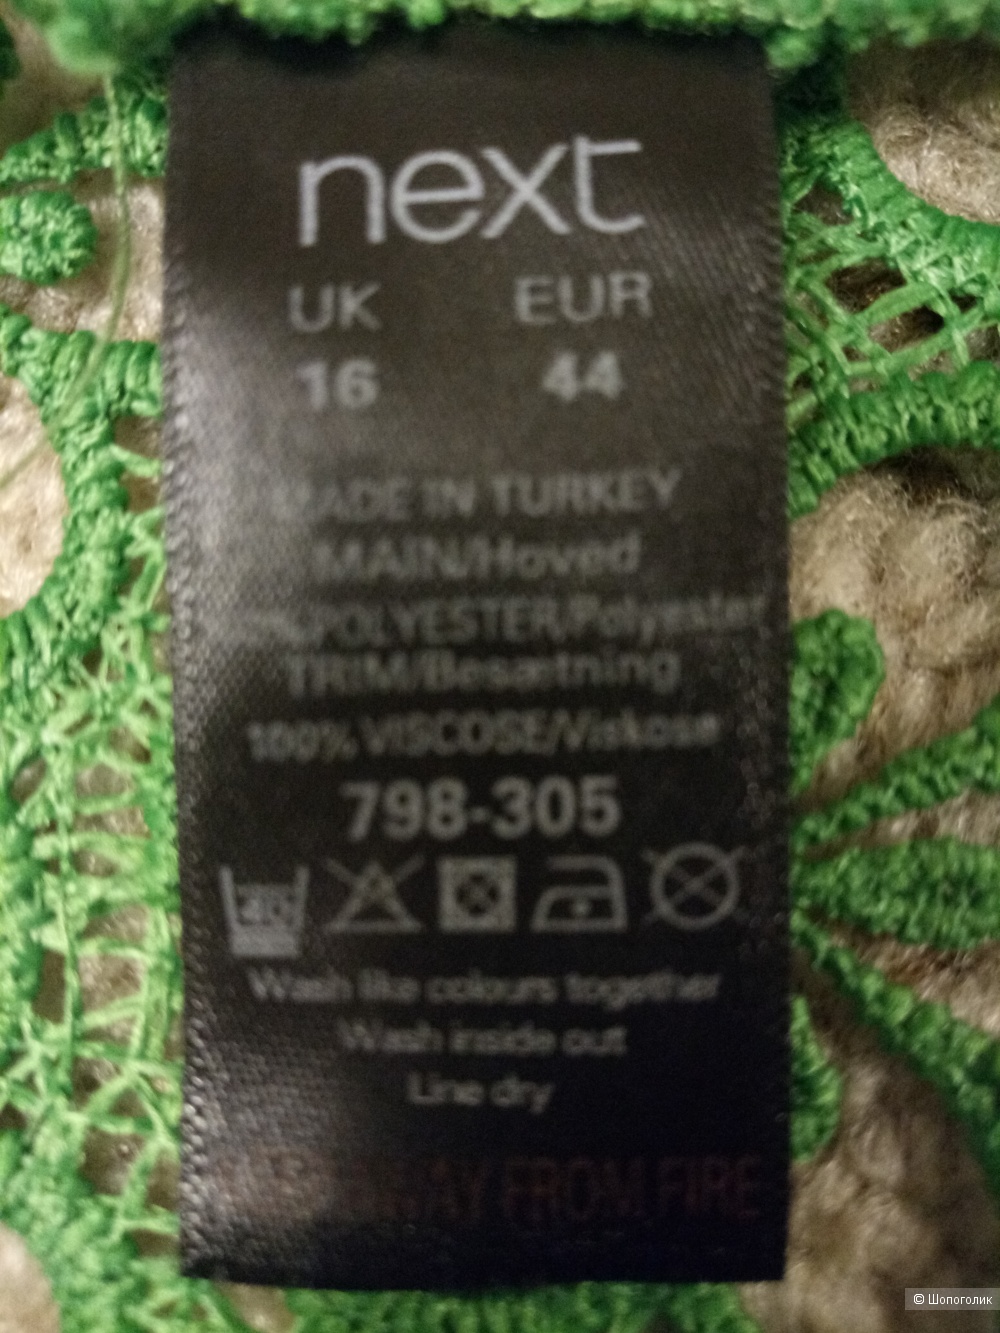 next
UK EUR
16 44
MADE IN TURKEY
MAIN/Hoved
POLYESTER/Polyester
TRIM/Besætning
100% VISCOSE/Viskose
798-305
Wash like colours together
Wash inside out
Line dry
AWAY FROM FIRE
© Шопоголик